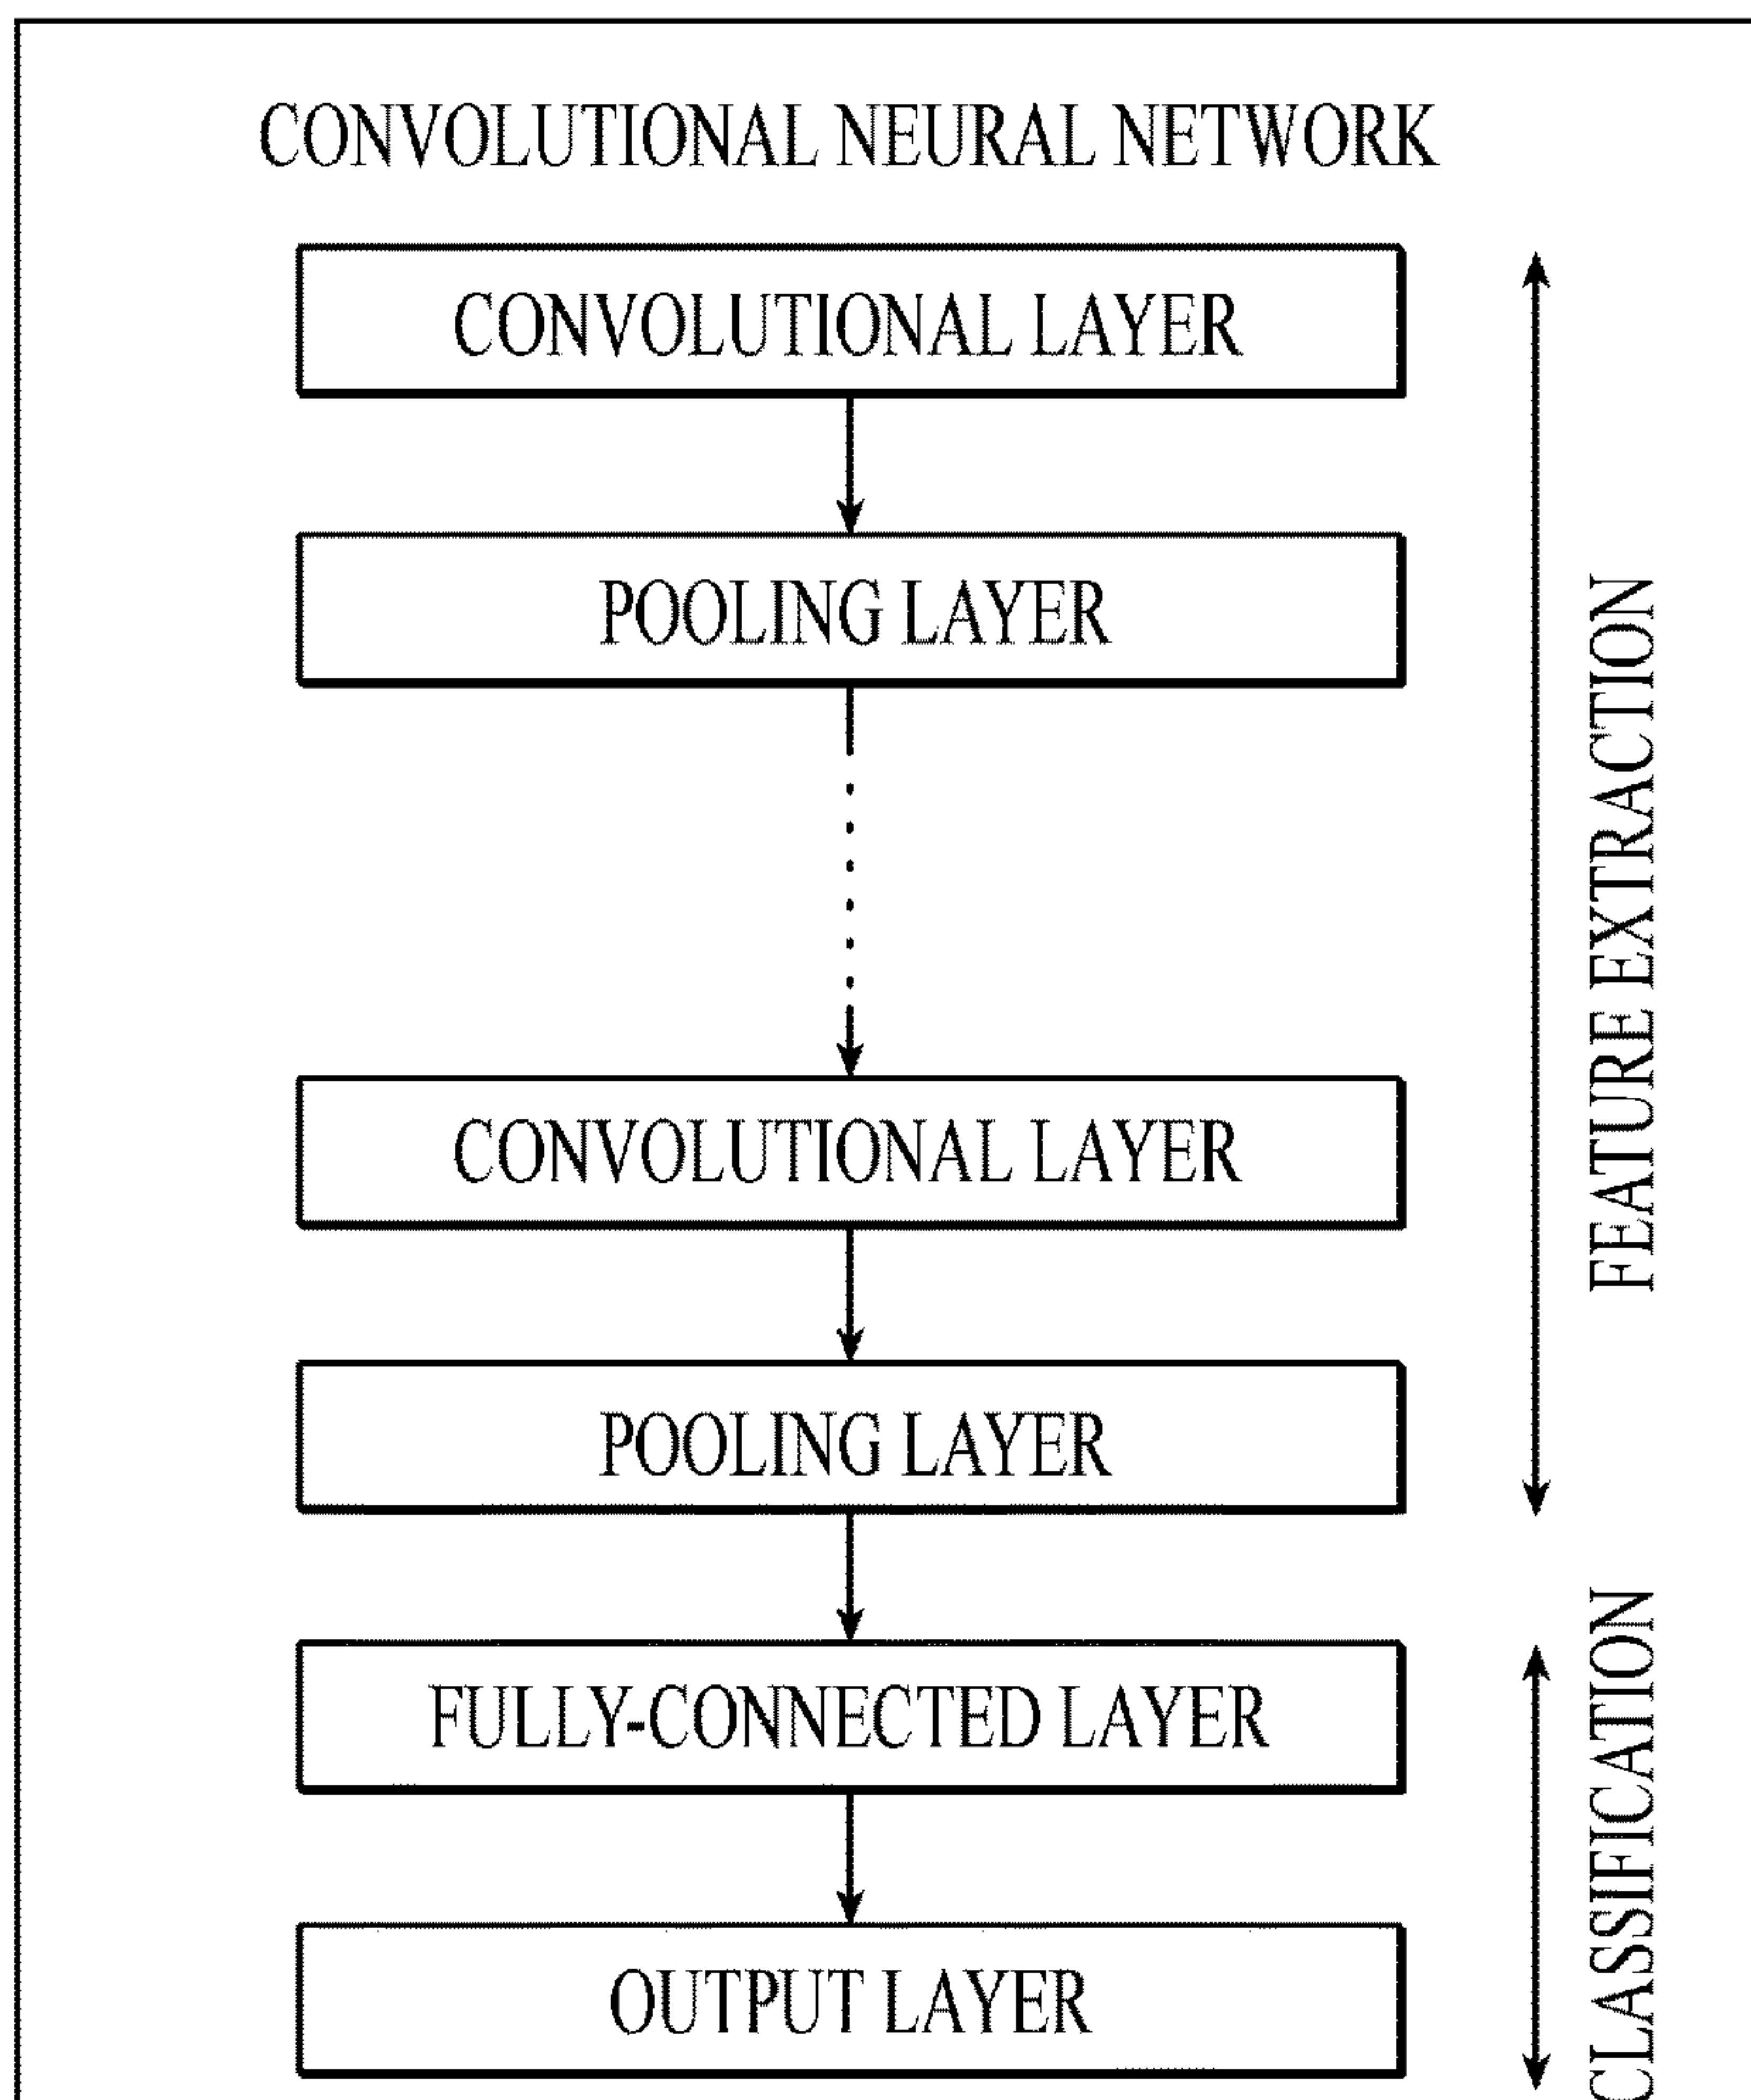 CONVOLUTIONAL NEURAL NETWORK
CONVOLUTIONAL LAYER
POOLING LAYER
CONVOLUTIONAL LAYER
POOLING LAYER
FULLY-CONNECTED LAYER
OUTPUT LAYER
FEATURE EXTRACTION
CLASSIFICATION